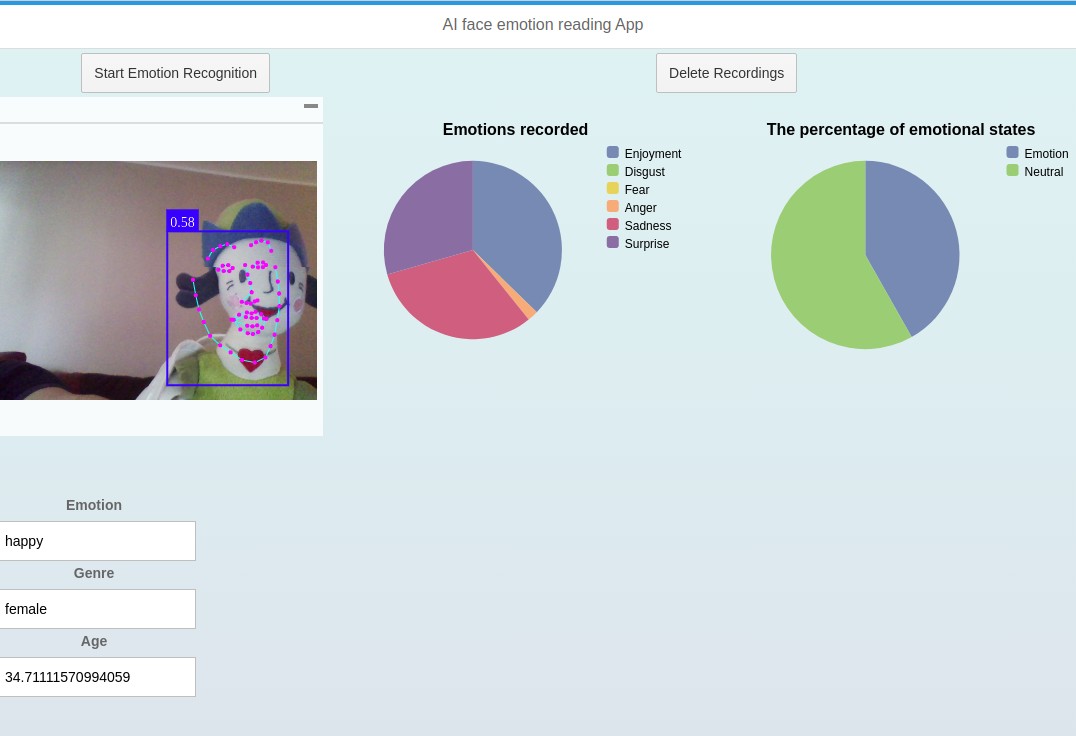 AI face emotion reading App
Start Emotion Recognition
Delete Recordings
0.58
Emotions recorded
Enjoyment
Disgust
Fear
Anger
Sadness
Surprise
The percentage of emotional states
Emotion
Neutral
Emotion
happy
Genre
female
Age
34.71111570994059